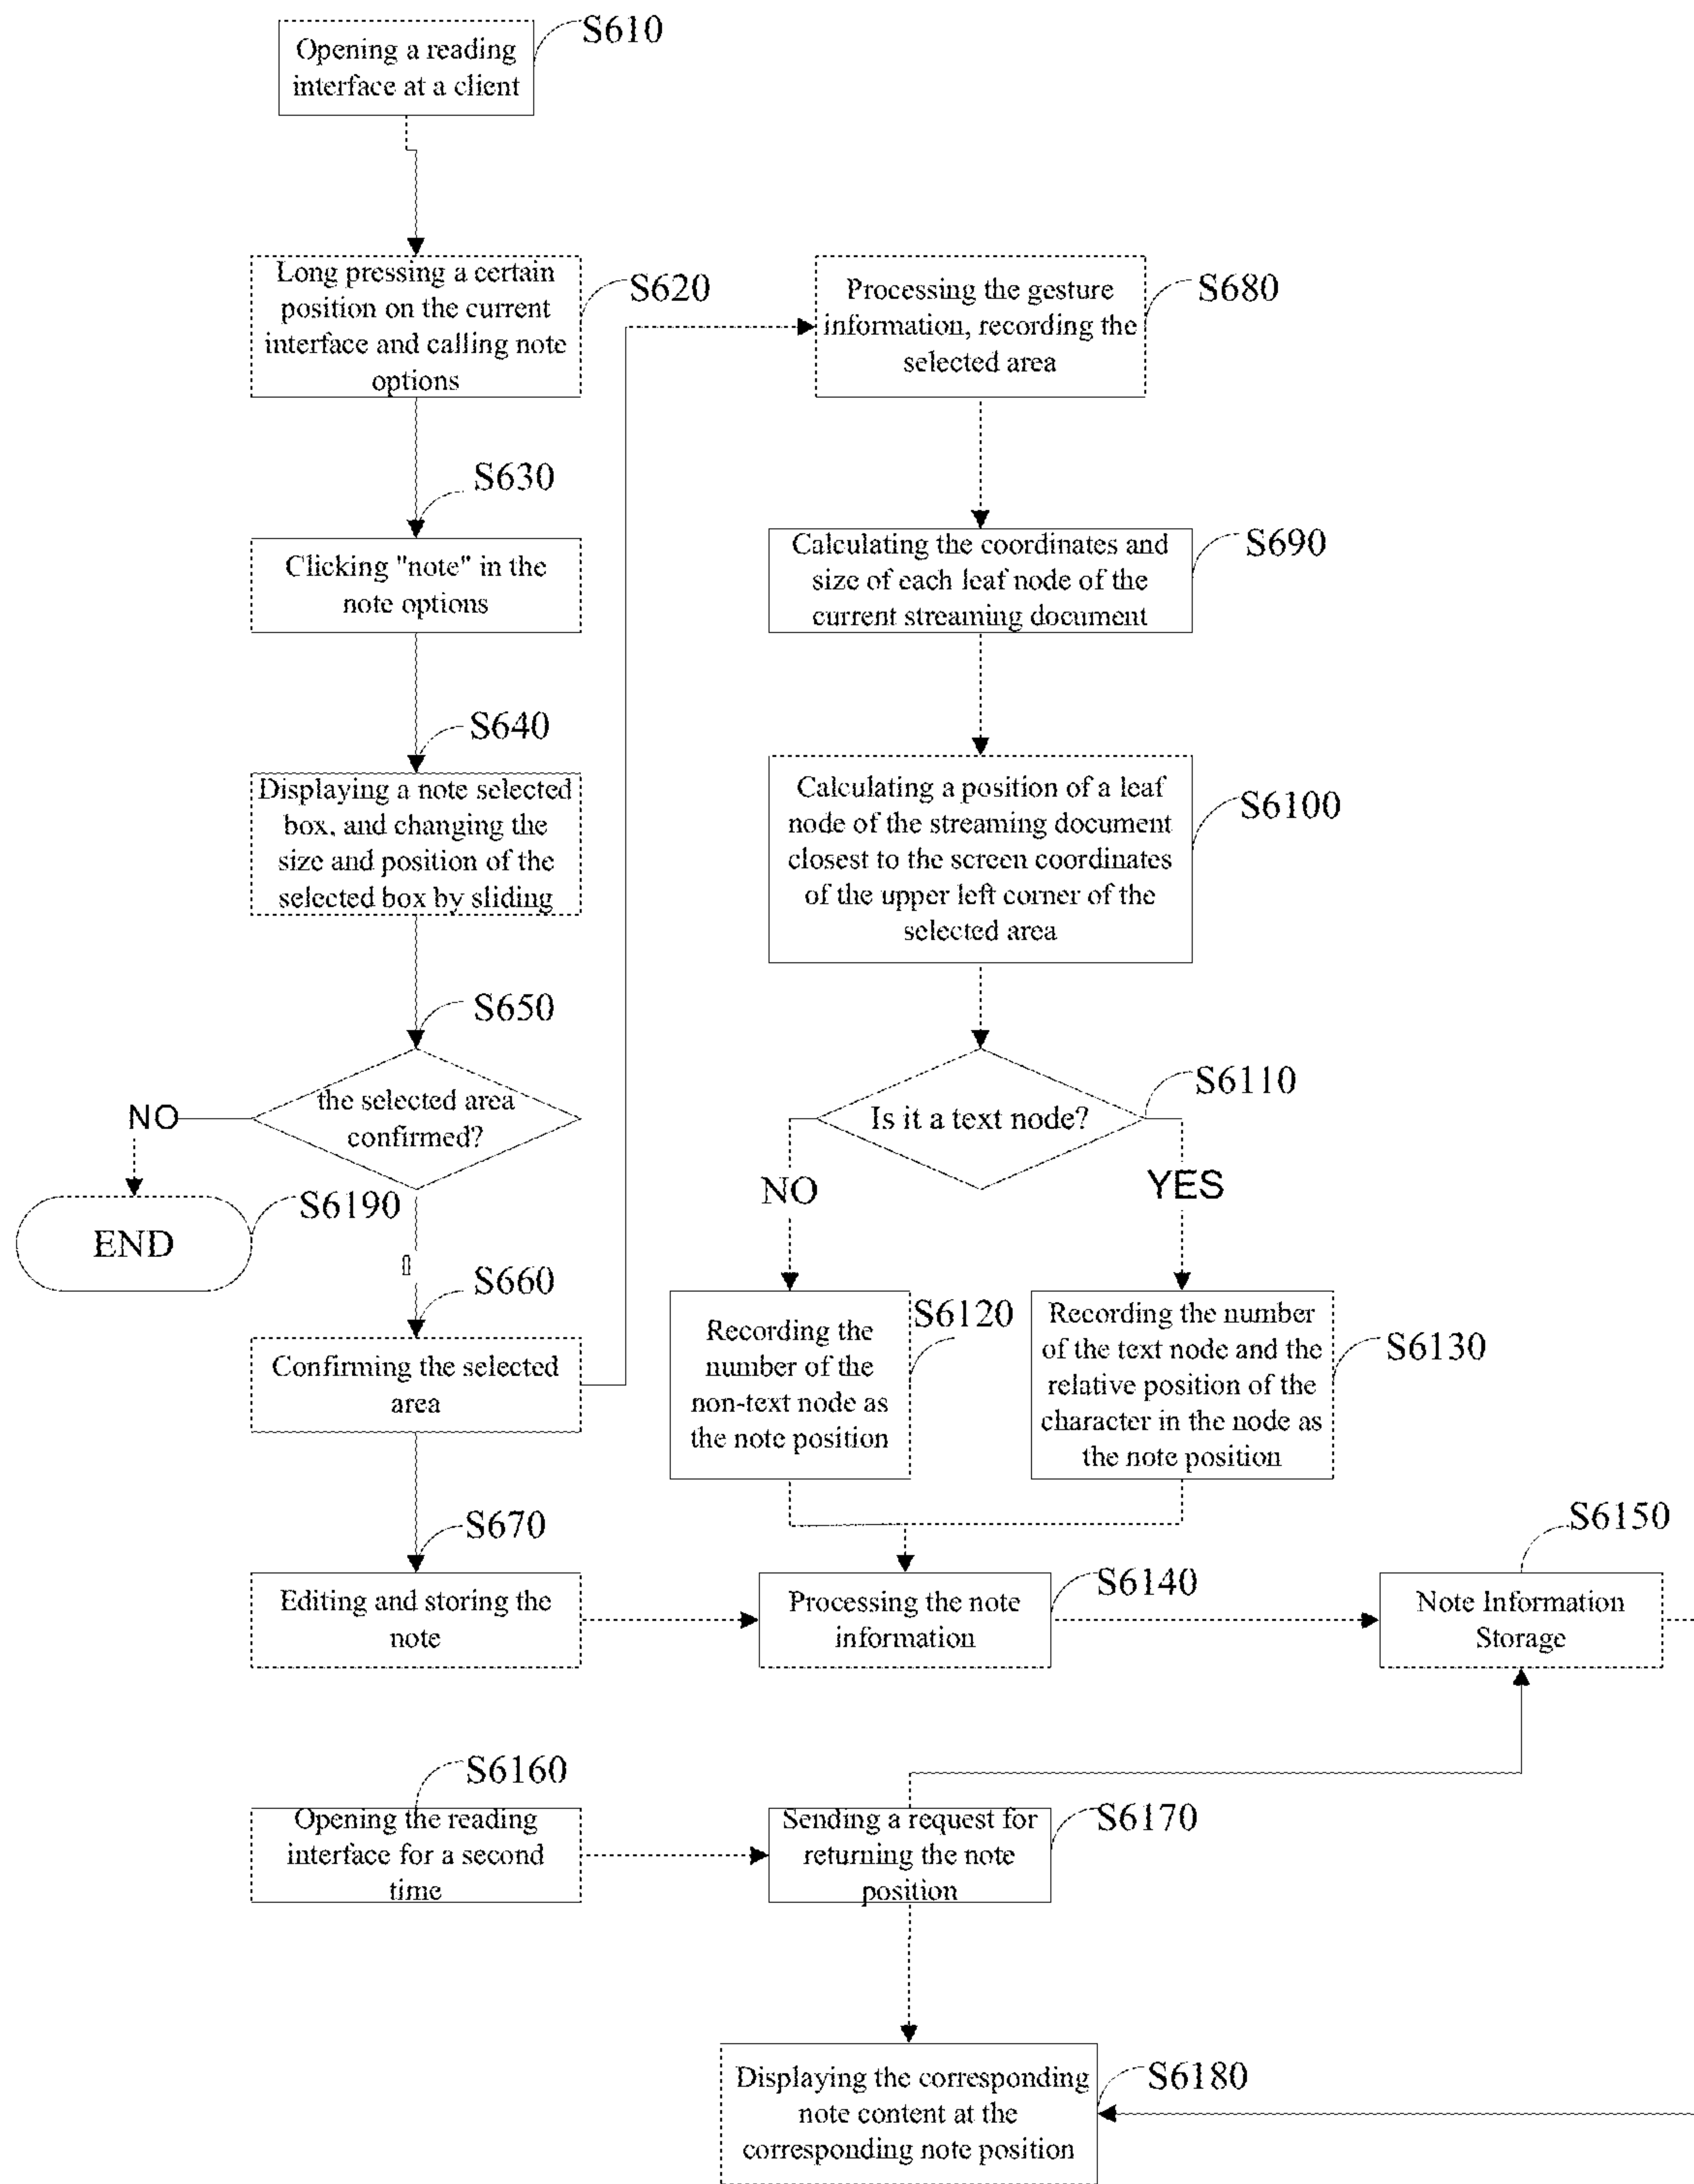 Opening a reading
interface at a client
S610
Long pressing a certain
position on the current
interface and calling note
options
S620
S630
Clicking "note" in the
note options
S640
Displaying a note selected
box, and changing the
size and position of the
selected box by sliding
S650
the selected area
confirmed?
NO
END
S6190
S660
Confirming the selected
area
S670
Editing and storing the
note
Processing the gesture
information, recording the
selected area
S680
Calculating the coordinates and
size of each leaf node of the
current streaming document
S690
Calculating a position of a leaf
node of the streaming document
closest to the screen coordinates
of the upper left corner of the
selected area
S6100
Is it a text node?
S6110
NO
YES
Recording the
number of the
non-text node as
the note position
S6120
Recording the number
of the text node and the
relative position of the
character in the node as
the note position
S6130
Processing the note
information
S6140
Note Information
Storage
S6150
S6160
Opening the reading
interface for a second
time
Sending a request for
returning the note
position
S6170
Displaying the corresponding
note content at the
corresponding note position
S6180